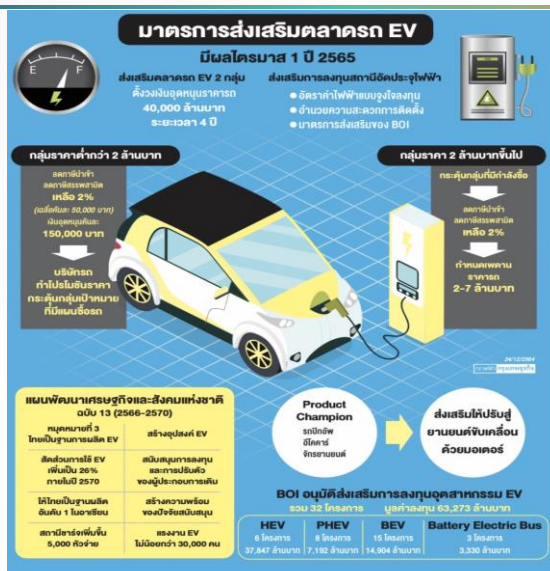 มาตรการส่งเสริมตลาดรถ EV
มีผลไตรมาส 1 ปี 2565
ส่งเสริมตลาดรถ EV 2 กลุ่ม
ตั้งวงเงินอุดหนุนราคารถ
40,000 ล้านบาท
ระยะเวลา 4 ปี
ส่งเสริมการลงทุนสถานีอัดประจุไฟฟ้า
● อัตราค่าไฟฟ้าแบบจูงใจลงทุน
● อำนวยความสะดวกการติดตั้ง
● มาตรการส่งเสริมของ BOI
E
F
กลุ่มราคาต่ำกว่า 2 ล้านบาท
ลดภาษีนำเข้า
ลดภาษีสรรพสามิต
เหลือ 2%
(เฉลี่ยคันละ 50,000 บาท)
เงินอุดหนุนคันละ
150,000 บาท
บริษัทรถ
ทำโปรโมชันราคา
กระตุ้นกลุ่มเป้าหมาย
ที่มีแผนซื้อรถ
กลุ่มราคา 2 ล้านบาทขึ้นไป
กระตุ้นกลุ่มที่มีกำลังซื้อ
ลดภาษีนำเข้า
ลดภาษีสรรพสามิต
เหลือ 2%
กำหนดเพดาน
ราคารถ
2-7 ล้านบาท
24/12/2564
กรุงเทพธุรกิจ
แผนพัฒนาเศรษฐกิจและสังคมแห่งชาติ
ฉบับ 13 (2566-2570)
หมุดหมายที่ 3
ไทยเป็นฐานการผลิต EV
สร้างอุปสงค์ EV
สัดส่วนการใช้ EV
เพิ่มเป็น 26%
ภายในปี 2570
สนับสนุนการลงทุน
และการปรับตัว
ของผู้ประกอบการเดิม
ให้ไทยเป็นฐานผลิต
อันดับ 1 ในอาเซียน
สร้างความพร้อม
ของปัจจัยสนับสนุน
สถานีชาร์จเพิ่มขึ้น
5,000 หัวจ่าย
แรงงาน EV
ไม่น้อยกว่า 30,000 คน
Product
Champion
รถปิกอัพ
อีโคคาร์
จักรยานยนต์
ส่งเสริมให้ปรับสู่
ยานยนต์ขับเคลื่อน
ด้วยมอเตอร์
BOI อนุมัติส่งเสริมการลงทุนอุตสาหกรรม EV
รวม 32 โครงการ มูลค่าลงทุน 63,273 ล้านบาท
HEV
6 โครงการ
37,847 ล้านบาท
PHEV
8 โครงการ
7,192 ล้านบาท
BEV
15 โครงการ
14,904 ล้านบาท
Battery Electric Bus
3 โครงการ
3,330 ล้านบาท